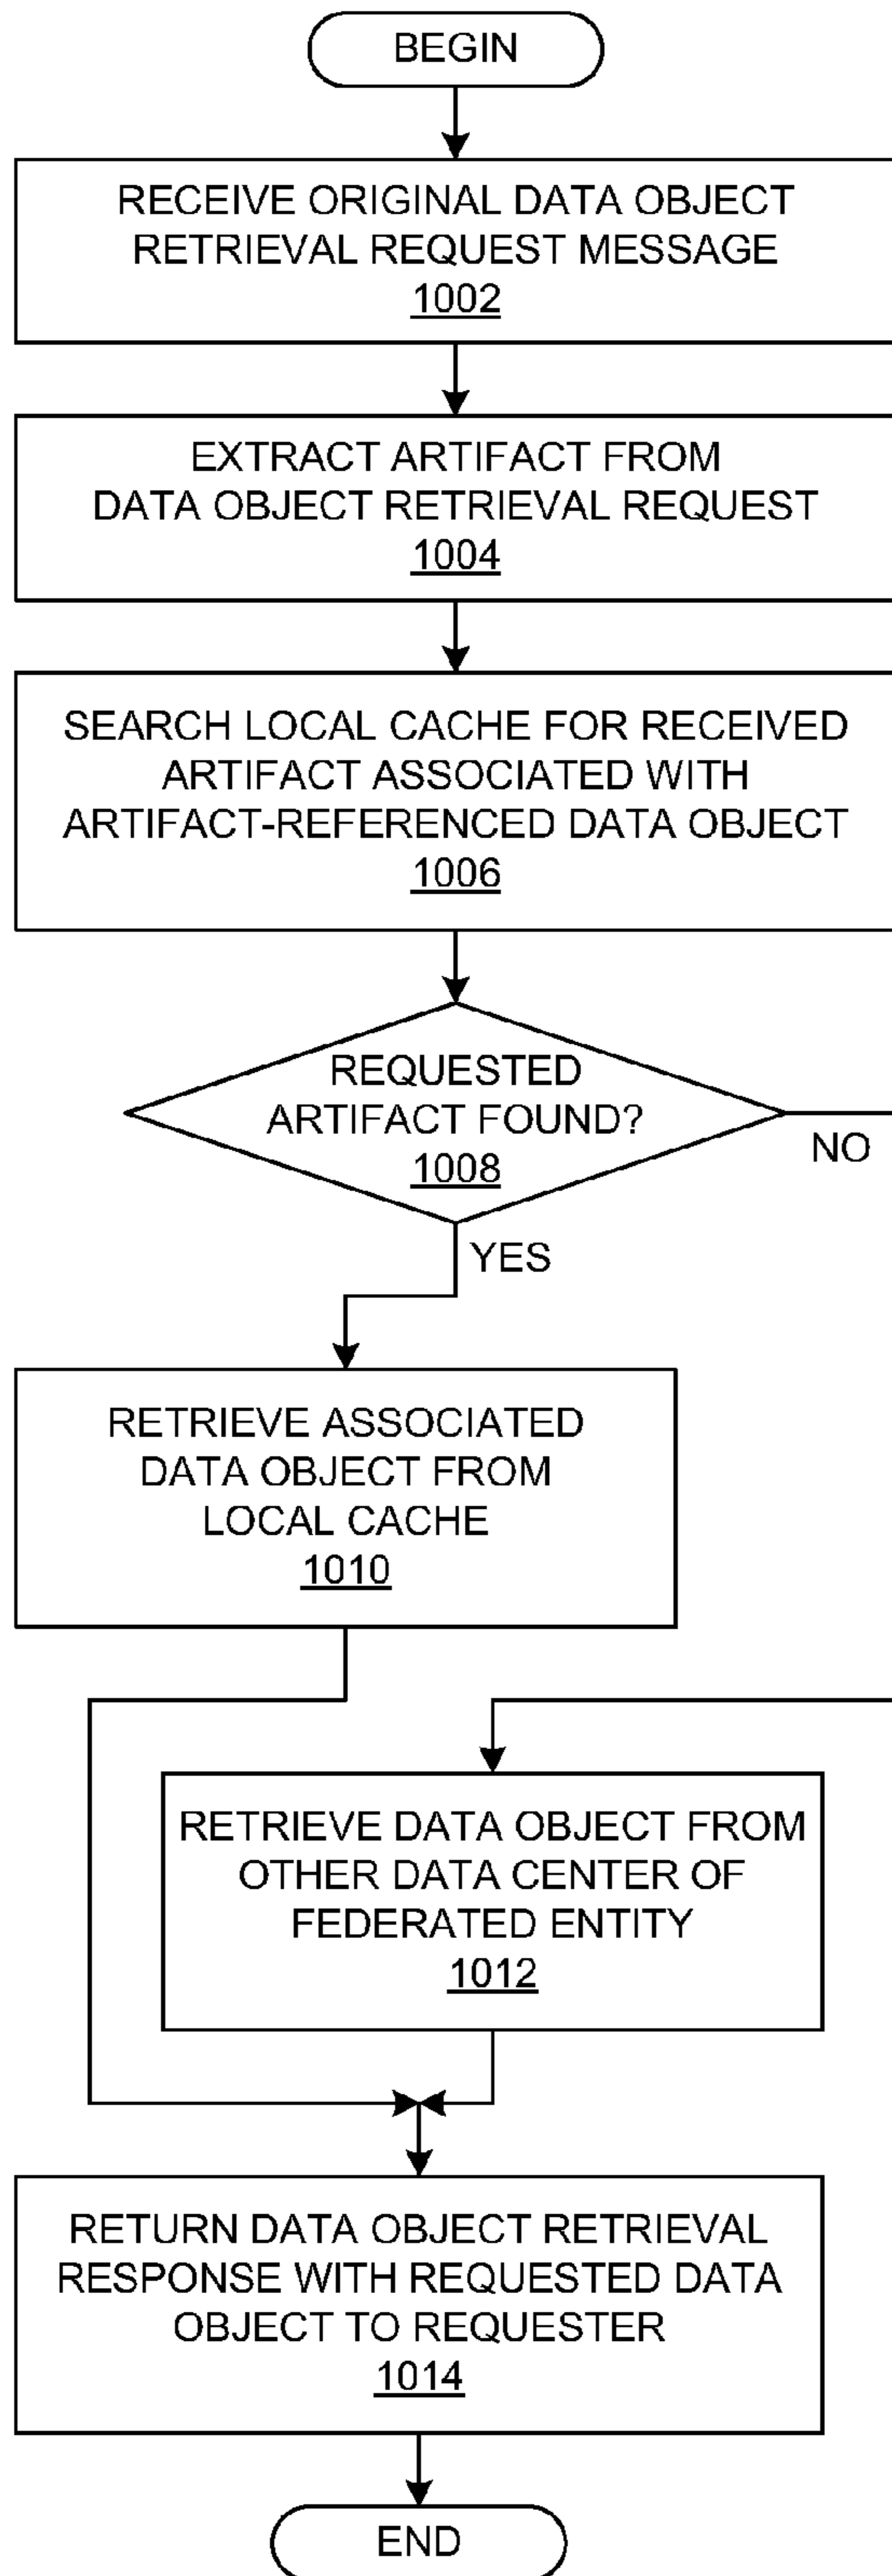 BEGIN
RECEIVE ORIGINAL DATA OBJECT
RETRIEVAL REQUEST MESSAGE
1002
EXTRACT ARTIFACT FROM
DATA OBJECT RETRIEVAL REQUEST
1004
SEARCH LOCAL CACHE FOR RECEIVED
ARTIFACT ASSOCIATED WITH
ARTIFACT-REFERENCED DATA OBJECT
1006
REQUESTED
ARTIFACT FOUND?
1008
NO
YES
RETRIEVE ASSOCIATED
DATA OBJECT FROM
LOCAL CACHE
1010
RETRIEVE DATA OBJECT FROM
OTHER DATA CENTER OF
FEDERATED ENTITY
1012
RETURN DATA OBJECT RETRIEVAL
RESPONSE WITH REQUESTED DATA
OBJECT TO REQUESTER
1014
END